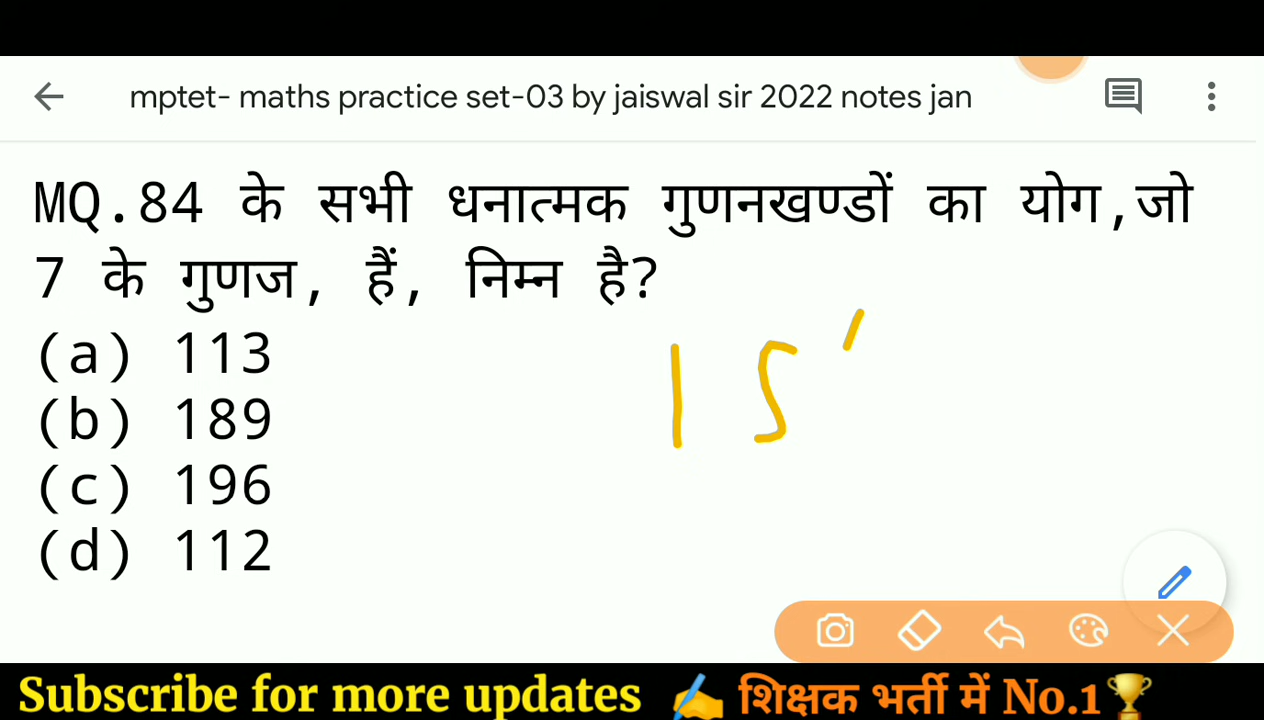 mptet- maths practice set-03 by jaiswal sir 2022 notes jan
MQ.84 के सभी धनात्मक गुणनखण्डों का योग,जो
7 के गुणज, हैं, निम्न है?
(a) 113
(b) 189
(c) 196
(d) 112
15'
Subscribe for more updates ✍️ शिक्षक भर्ती में No.1🏆